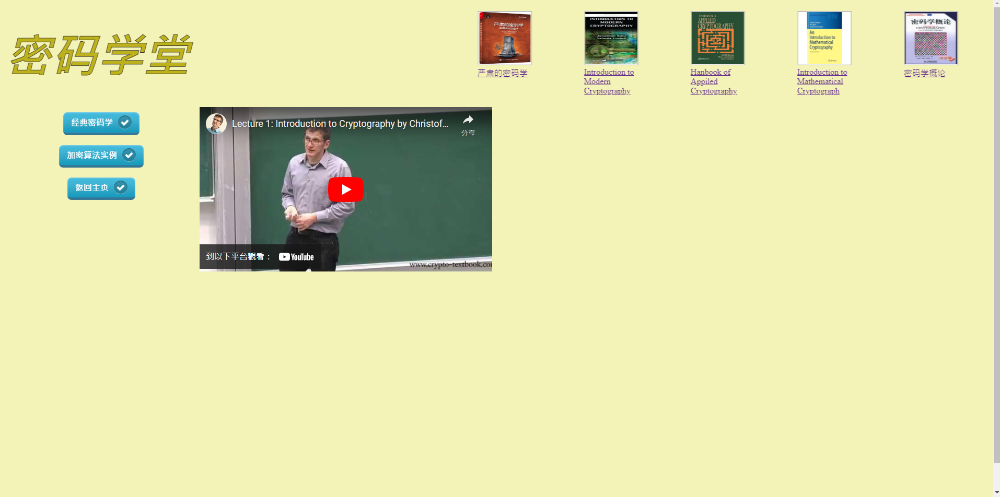 密码学堂
严肃的密码学
严肃的密码学
INTRODUCTION TO
MODERN
CRYPTOGRAPHY
Jonathan Katz
Yehuda Lindell
Introduction to
Modern
Cryptography
HANDBOOK of
APPLIED
CRYPTOGRAPHY
Hanbook of
Appiled
Cryptography
An
Introduction to
Mathematical
Cryptography
Springer
Introduction to
Mathematical
Cryptograph
密码学概论
CRYPTOGRAPHY
中文版
密码学概论
经典密码学
加密算法实例
返回主页
Lecture 1: Introduction to Cryptography by Christof...
分享
到以下平台觀看：
YouTube
www.crypto-textbook.com